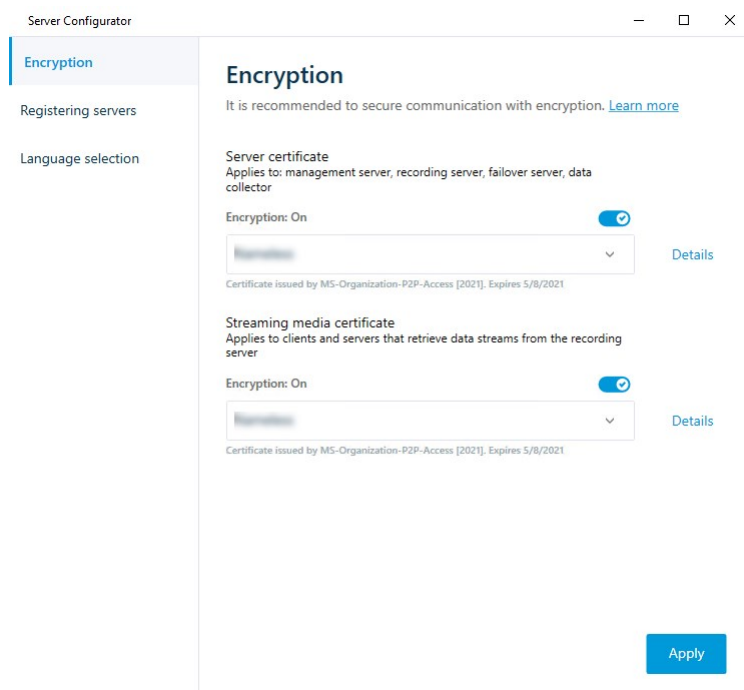 Server Configurator
Encryption
Registering servers
Language selection
Encryption
It is recommended to secure communication with encryption. Learn more
Server certificate
Applies to: management server, recording server, failover server, data
collector
Encryption: On
Details
Certificate issued by MS-Organization-P2P-Access [2021]. Expires 5/8/2021
Streaming media certificate
Applies to clients and servers that retrieve data streams from the recording
server
Encryption: On
Details
Certificate issued by MS-Organization-P2P-Access [2021]. Expires 5/8/2021
Apply